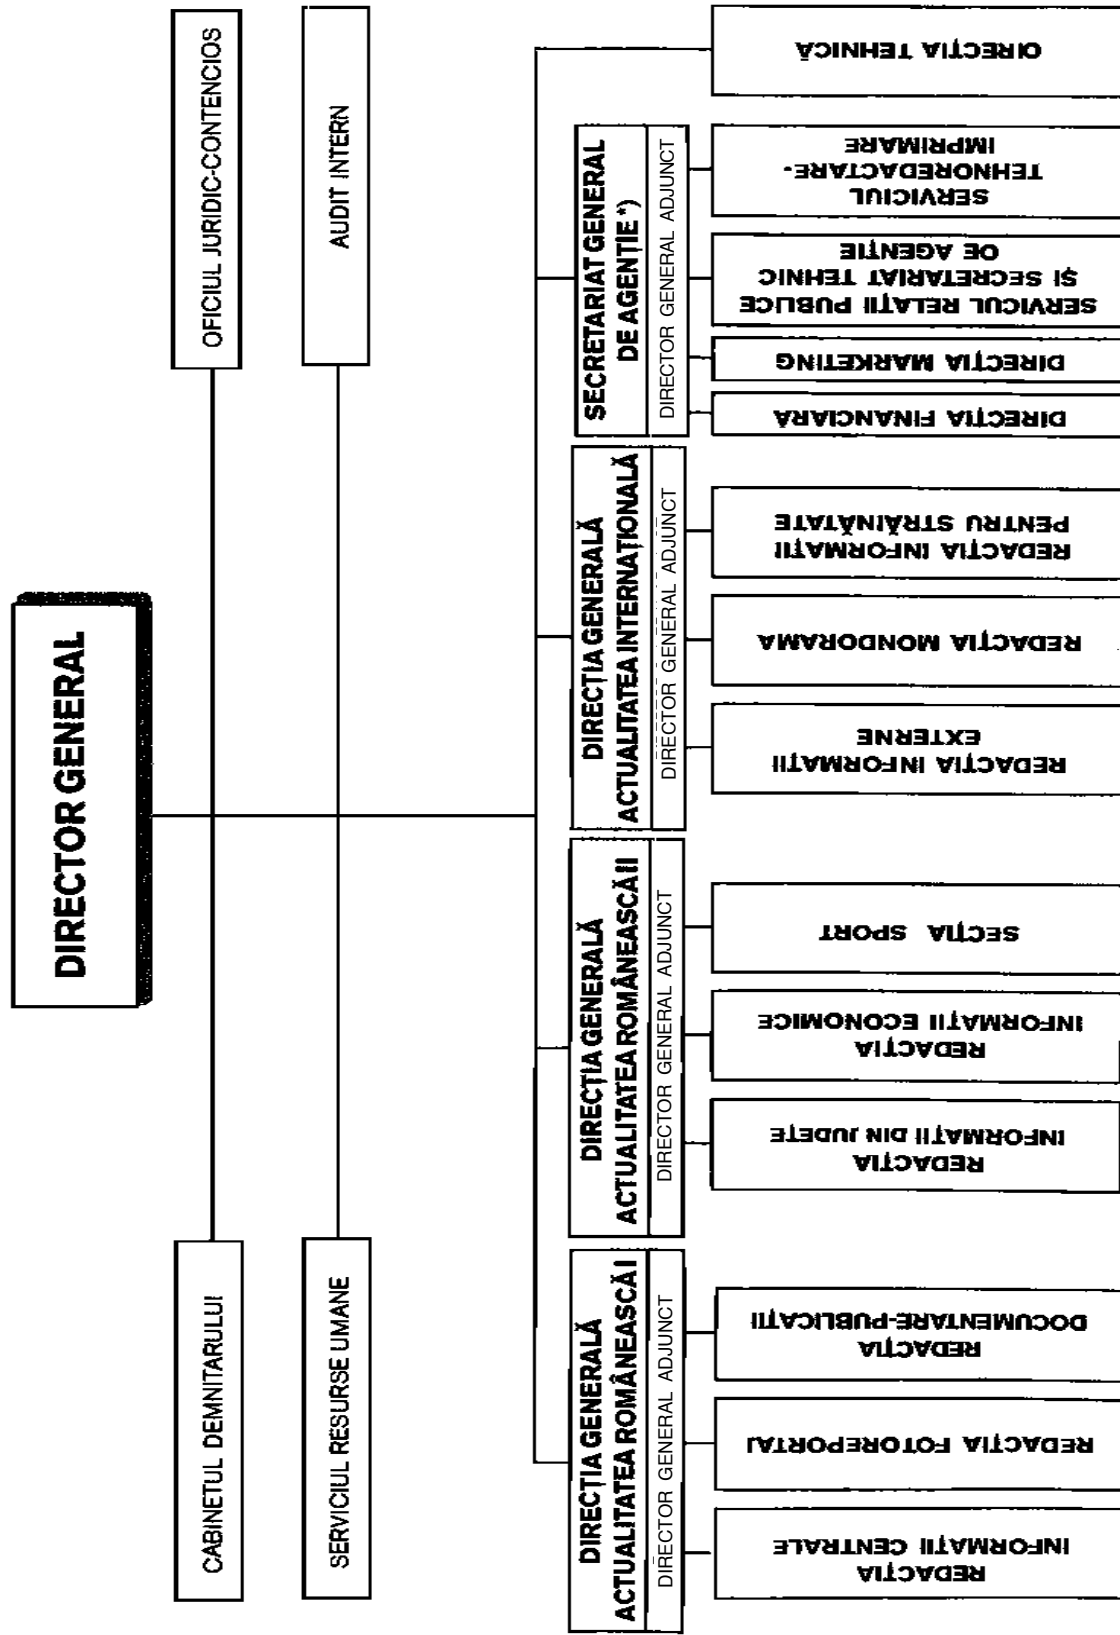 DIRECTOR GENERAL
CABINETUL DEMNITARULUI
OFICIUL JURIDIC-CONTENCIOS
SERVICIUL RESURSE UMANE
AUDIT INTERN
DIRECȚIA GENERALĂ
ACTUALITATEA ROMÂNEASCĂ I
DIRECTOR GENERAL ADJUNCT
REDACȚIA
INFORMAȚII CENTRALE
REDACȚIA FOTOREPORTAJ
REDACȚIA
DOCUMENTARE-PUBLICAȚII
DIRECȚIA GENERALĂ
ACTUALITATEA ROMÂNEASCĂ II
DIRECTOR GENERAL ADJUNCT
REDACȚIA
INFORMAȚII DIN JUDEȚE
REDACȚIA
INFORMAȚII ECONOMICE
SECȚIA SPORT
DIRECȚIA GENERALĂ
ACTUALITATEA INTERNAȚIONALĂ
DIRECTOR GENERAL ADJUNCT
REDACȚIA INFORMAȚII
EXTERNE
REDACȚIA MONDORAMA
REDACȚIA INFORMAȚII
PENTRU STRĂINĂTATE
SECRETARIAT GENERAL
DE AGENȚIE *)
DIRECTOR GENERAL ADJUNCT
DIRECȚIA FINANCIARĂ
DIRECȚIA MARKETING
SERVICUL RELAȚII PUBLICE
ȘI SECRETARIAT TEHNIC
DE AGENȚIE
SERVICIUL
TEHNOREDACTARE-
IMPRIMARE
DIRECȚIA TEHNICĂ